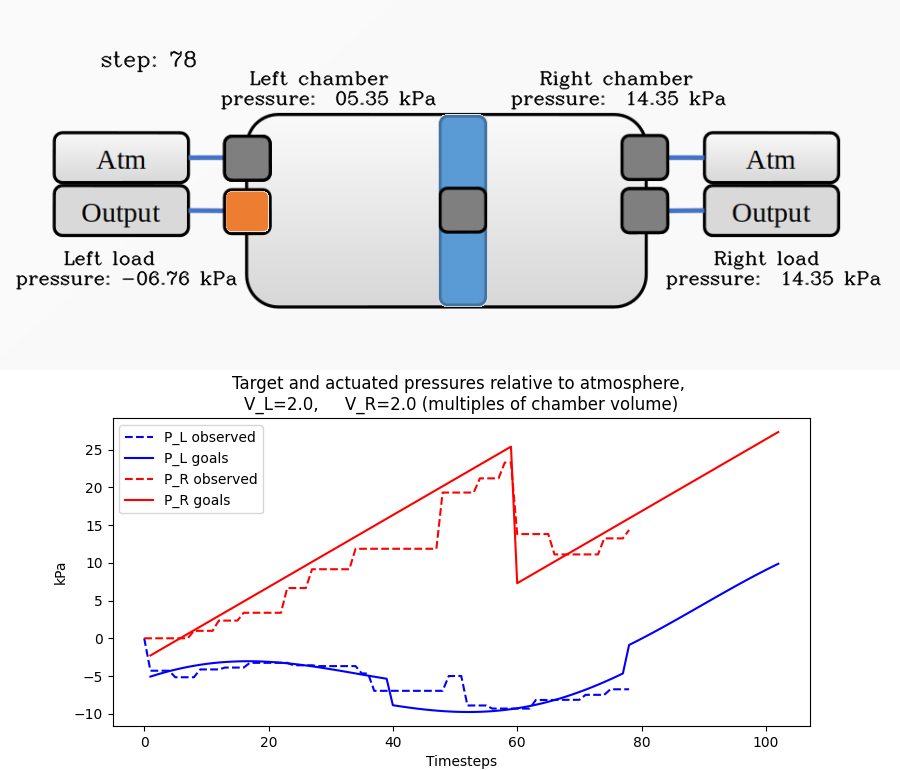 step: 78
Left chamber
pressure: 05.35 kPa
Right chamber
pressure: 14.35 kPa
Atm
Output
Atm
Output
Left load
pressure: -06.76 kPa
Right load
pressure: 14.35 kPa
Target and actuated pressures relative to atmosphere,
V_L=2.0, V_R=2.0 (multiples of chamber volume)
P_L observed
P_L goals
P_R observed
P_R goals
25
20
15
10
5
0
−5
−10
kPa
0 20 40 60 80 100
Timesteps